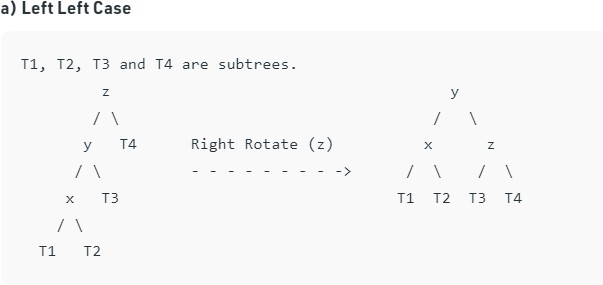 a) Left Left Case
T1, T2, T3 and T4 are subtrees.
z y
/ \ / \
y T4 Right Rotate (z) x z
/ \ - - - - - - - - -> / \ / \
x T3 T1 T2 T3 T4
/ \
T1 T2